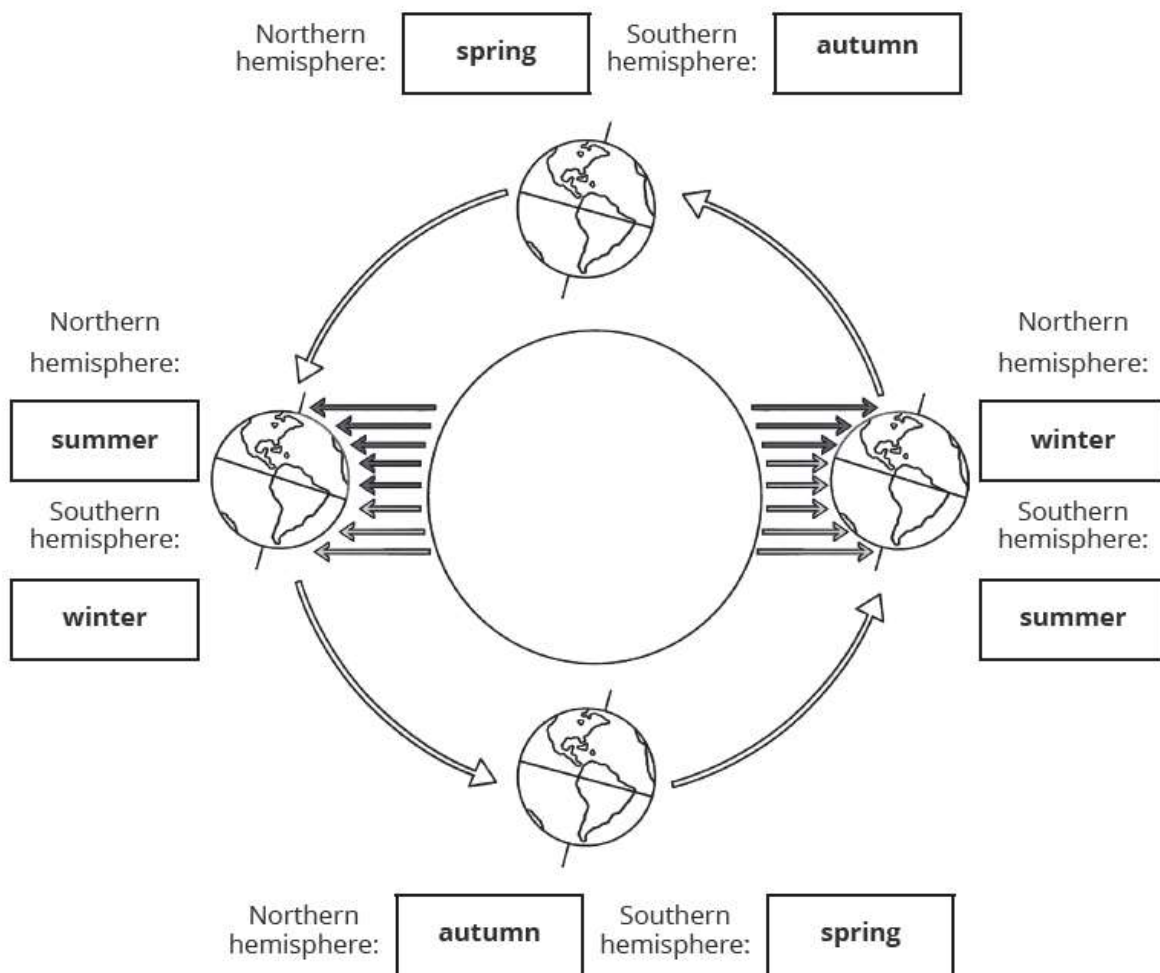 Northern
hemisphere:
spring
Southern
hemisphere:
autumn
Northern
hemisphere:
summer
Southern
hemisphere:
winter
Northern
hemisphere:
winter
Southern
hemisphere:
summer
Northern
hemisphere:
autumn
Southern
hemisphere:
spring